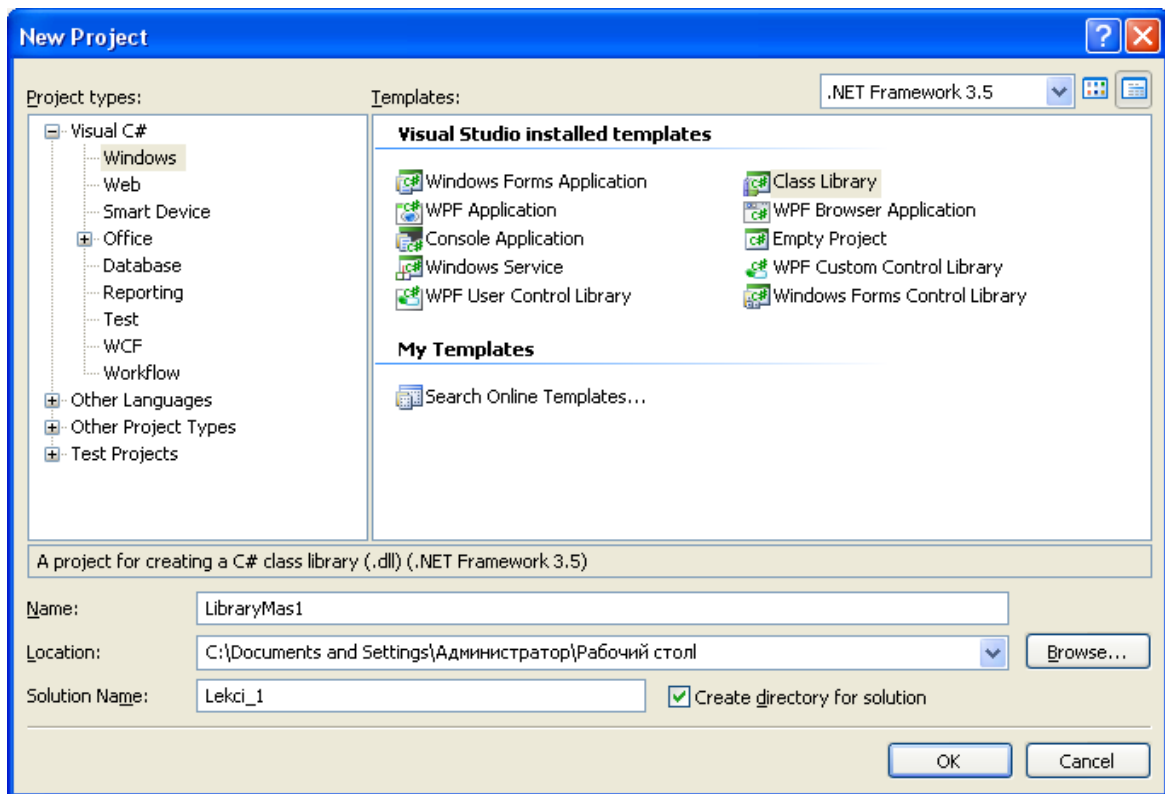 New Project
Project types:
Templates:
.NET Framework 3.5
Visual C#
Windows
Web
Smart Device
Office
Database
Reporting
Test
WCF
Workflow
Other Languages
Other Project Types
Test Projects
Visual Studio installed templates
Windows Forms Application
Class Library
WPF Application
WPF Browser Application
Console Application
Empty Project
Windows Service
WPF Custom Control Library
WPF User Control Library
Windows Forms Control Library
My Templates
Search Online Templates...
A project for creating a C# class library (.dll) (.NET Framework 3.5)
Name:
LibraryMas1
Location:
C:\Documents and Settings\Администратор\Рабочий стол
Browse...
Solution Name:
Lekci_1
Create directory for solution
OK
Cancel